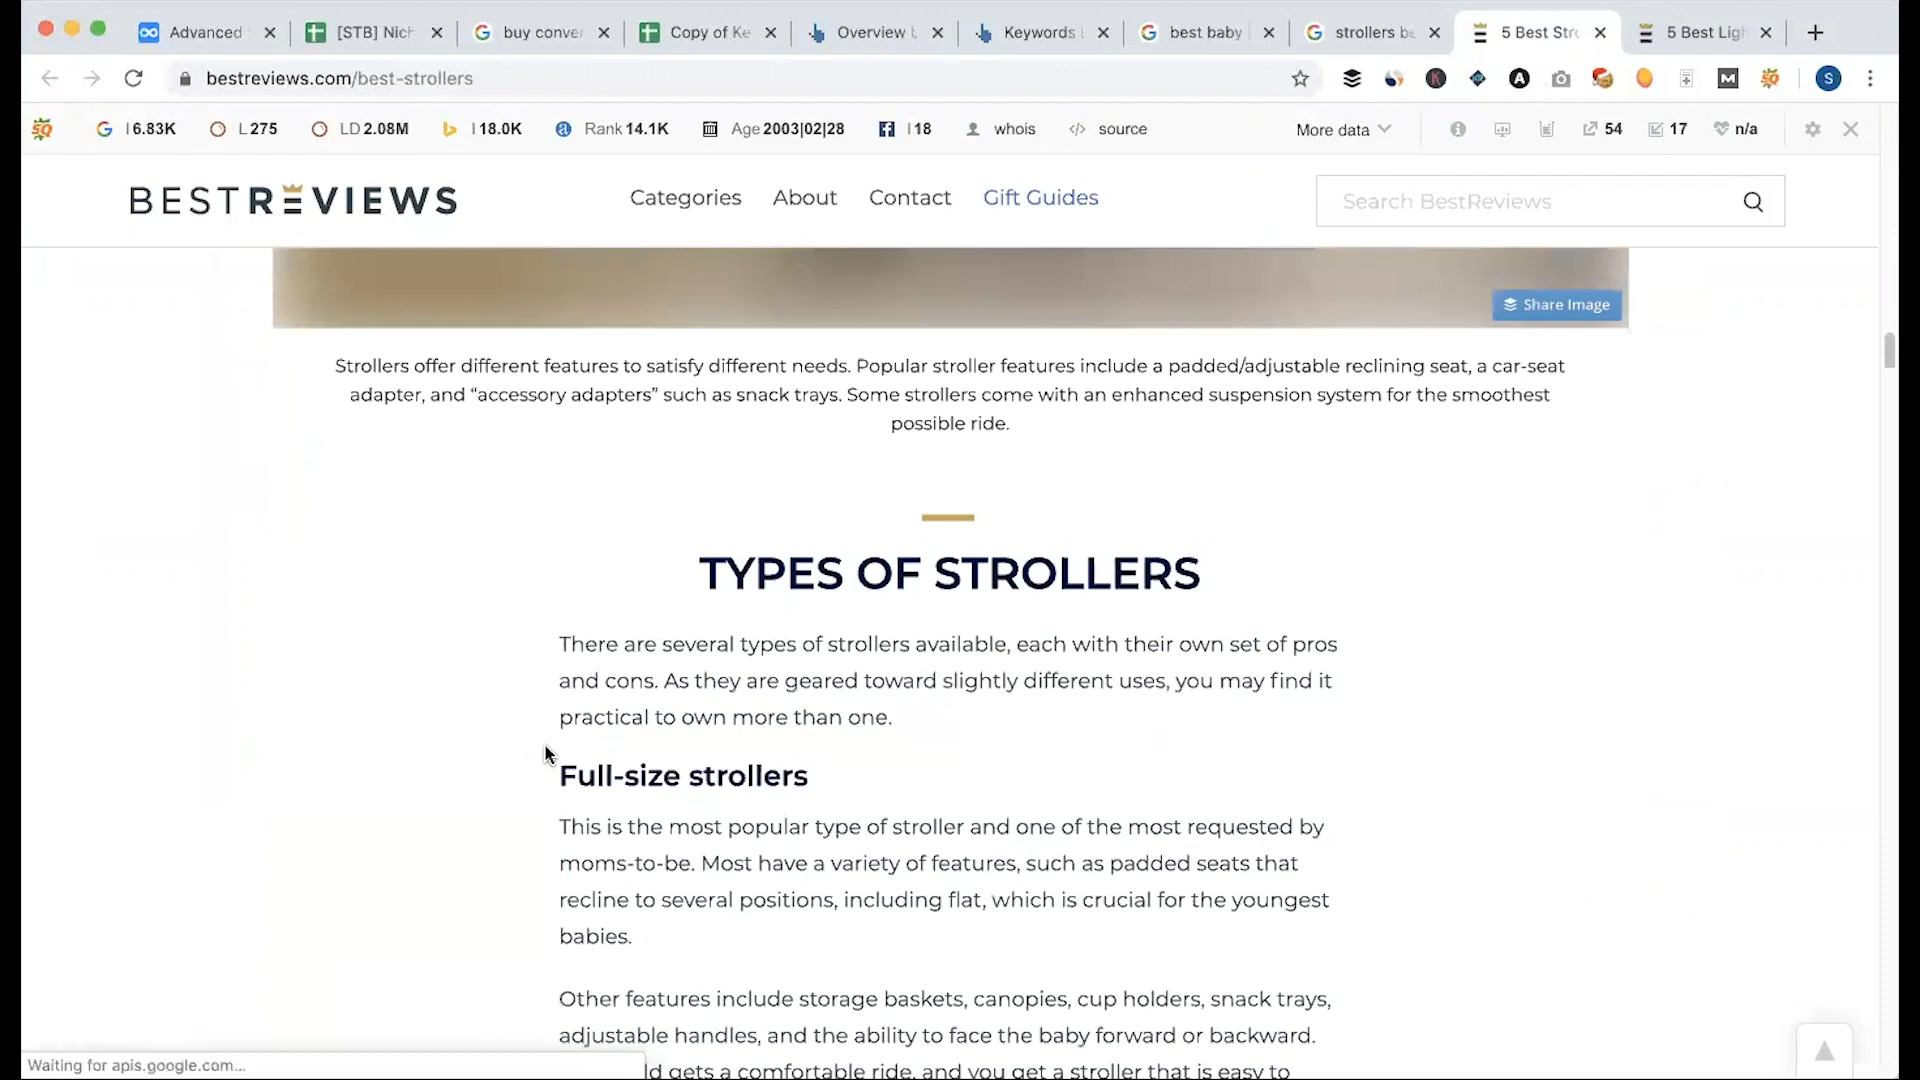 Advanced
[STB] Nich
buy conver
Copy of Ke
Overview
Keywords
best baby
strollers be
5 Best Stro
5 Best Ligh
bestreviews.com/best-strollers
S
SQ
I 6.83K
L 275
LD 2.08M
I 18.0K
Rank 14.1K
Age 2003|02|28
I 18
whois
source
More data
54
17
n/a
BESTREVIEWS
Categories
About
Contact
Gift Guides
Search BestReviews
Share Image
Strollers offer different features to satisfy different needs. Popular stroller features include a padded/adjustable reclining seat, a car-seat
adapter, and “accessory adapters” such as snack trays. Some strollers come with an enhanced suspension system for the smoothest
possible ride.
TYPES OF STROLLERS
There are several types of strollers available, each with their own set of pros
and cons. As they are geared toward slightly different uses, you may find it
practical to own more than one.
Full-size strollers
This is the most popular type of stroller and one of the most requested by
moms-to-be. Most have a variety of features, such as padded seats that
recline to several positions, including flat, which is crucial for the youngest
babies.
Other features include storage baskets, canopies, cup holders, snack trays,
adjustable handles, and the ability to face the baby forward or backward.
gets a comfortable ride, and you get a stroller that is easy to
Waiting for apis.google.com...